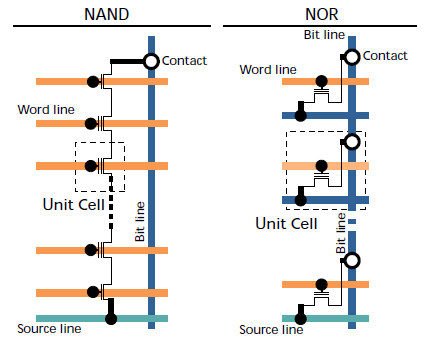 NAND
Contact
Word line
Unit Cell
Bit line
Source line
NOR
Bit line
Contact
Word line
Unit Cell
Bit line
Source line